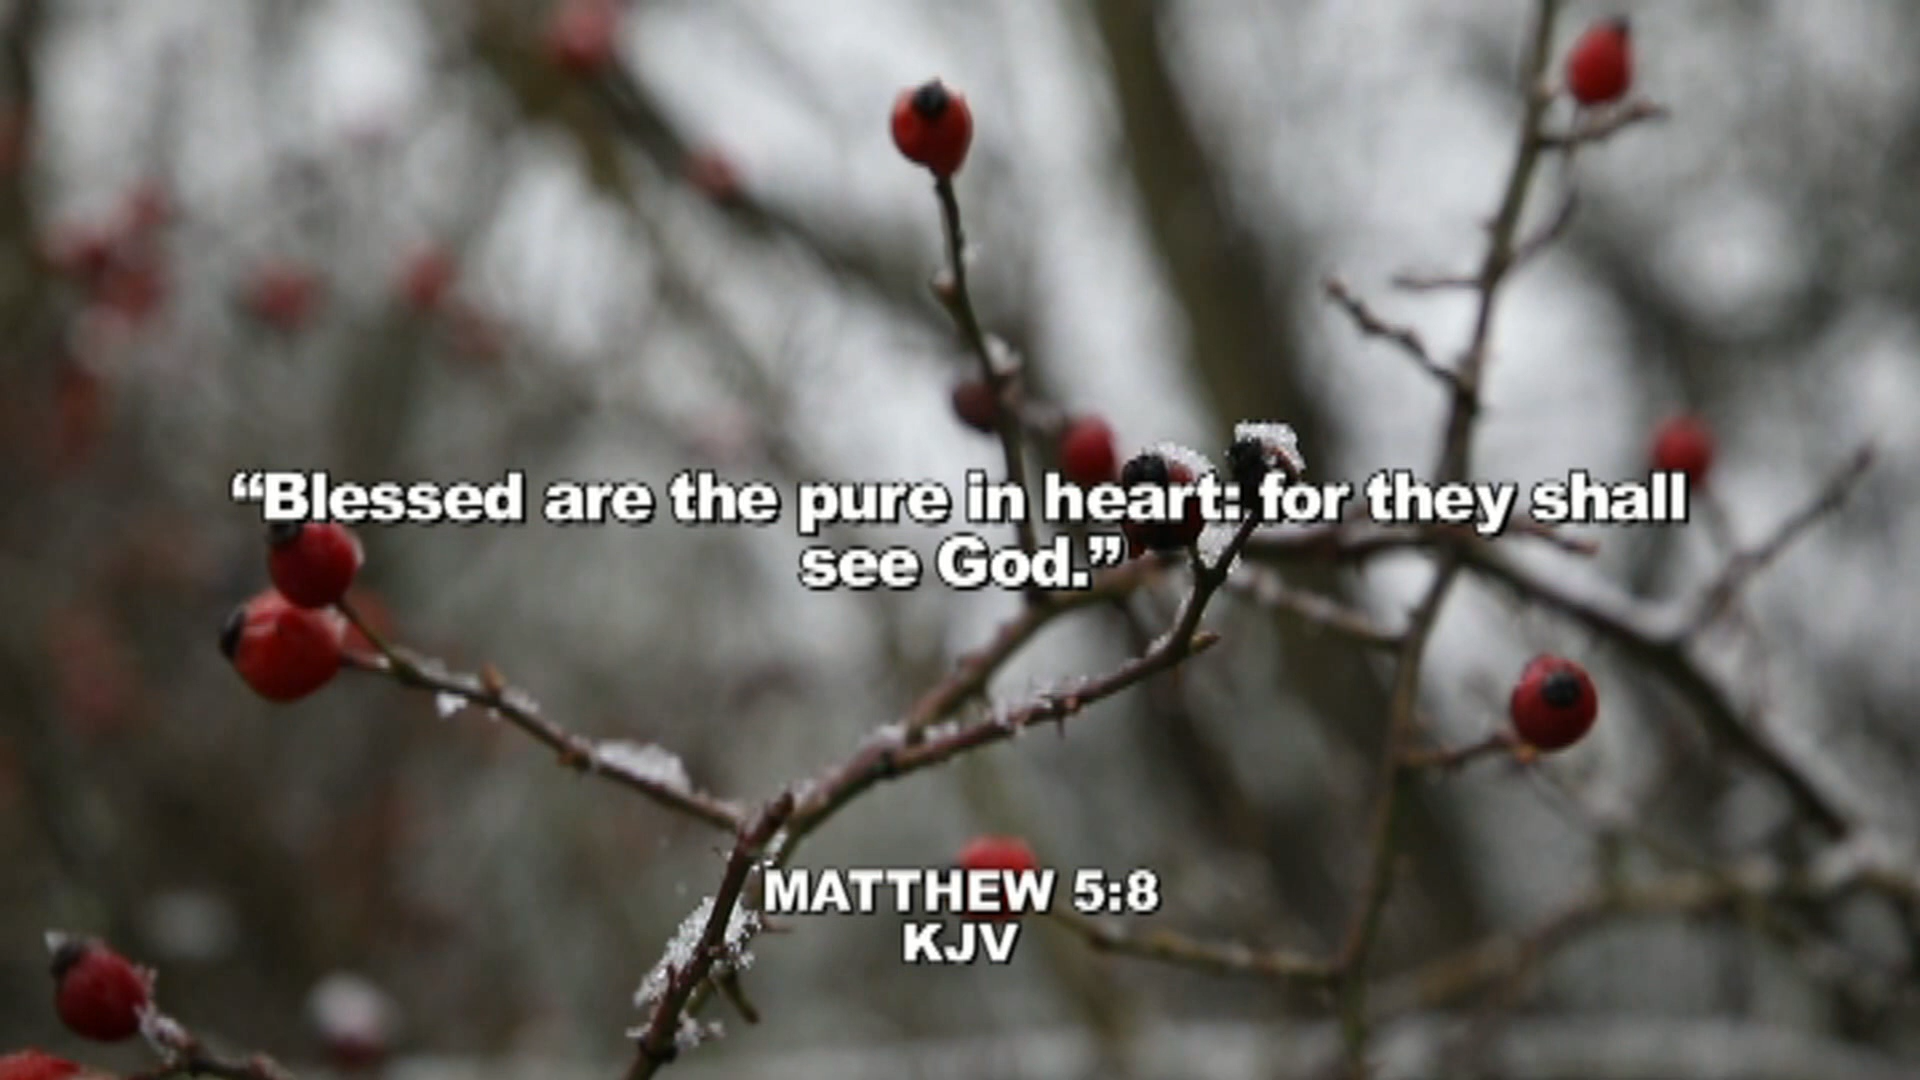 “Blessed are the pure in heart: for they shall
see God.”
MATTHEW 5:8
KJV